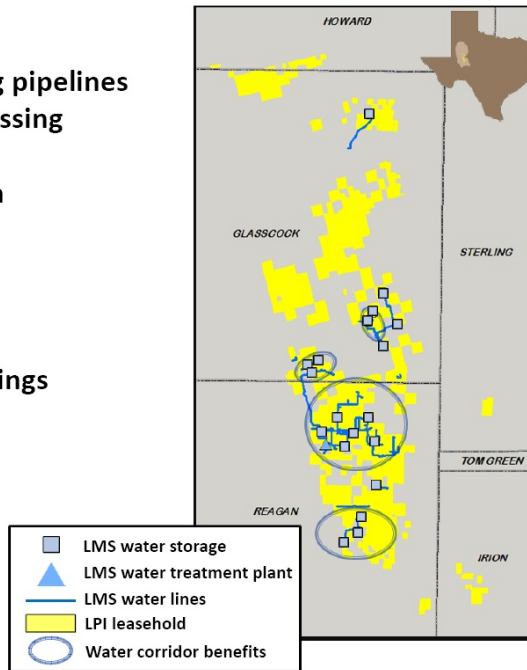 HOWARD
g pipelines
ssing
n
GLASSCOCK
STERLING
ings
TOM GREEN
REAGAN
IRION
LMS water storage
LMS water treatment plant
LMS water lines
LPI leasehold
Water corridor benefits